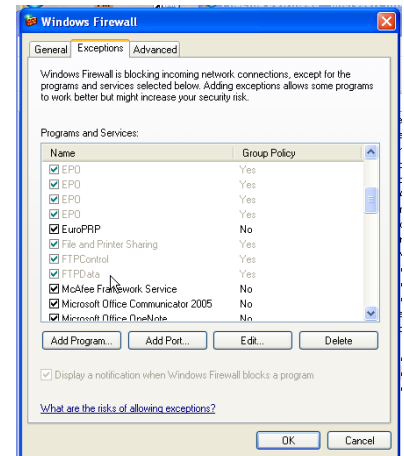 Windows Firewall
General Exceptions Advanced
Windows Firewall is blocking incoming network connections, except for the
programs and services selected below. Adding exceptions allows some programs
to work better but might increase your security risk.
Programs and Services:
Name Group Policy
EPO Yes
EPO Yes
EPO Yes
EPO Yes
EuroPRP No
File and Printer Sharing Yes
FTPControl Yes
FTPData Yes
McAfee Framework Service No
Microsoft Office Communicator 2005 No
Microsoft Office OneNote No
Add Program... Add Port... Edit... Delete
Display a notification when Windows Firewall blocks a program
What are the risks of allowing exceptions?
OK Cancel